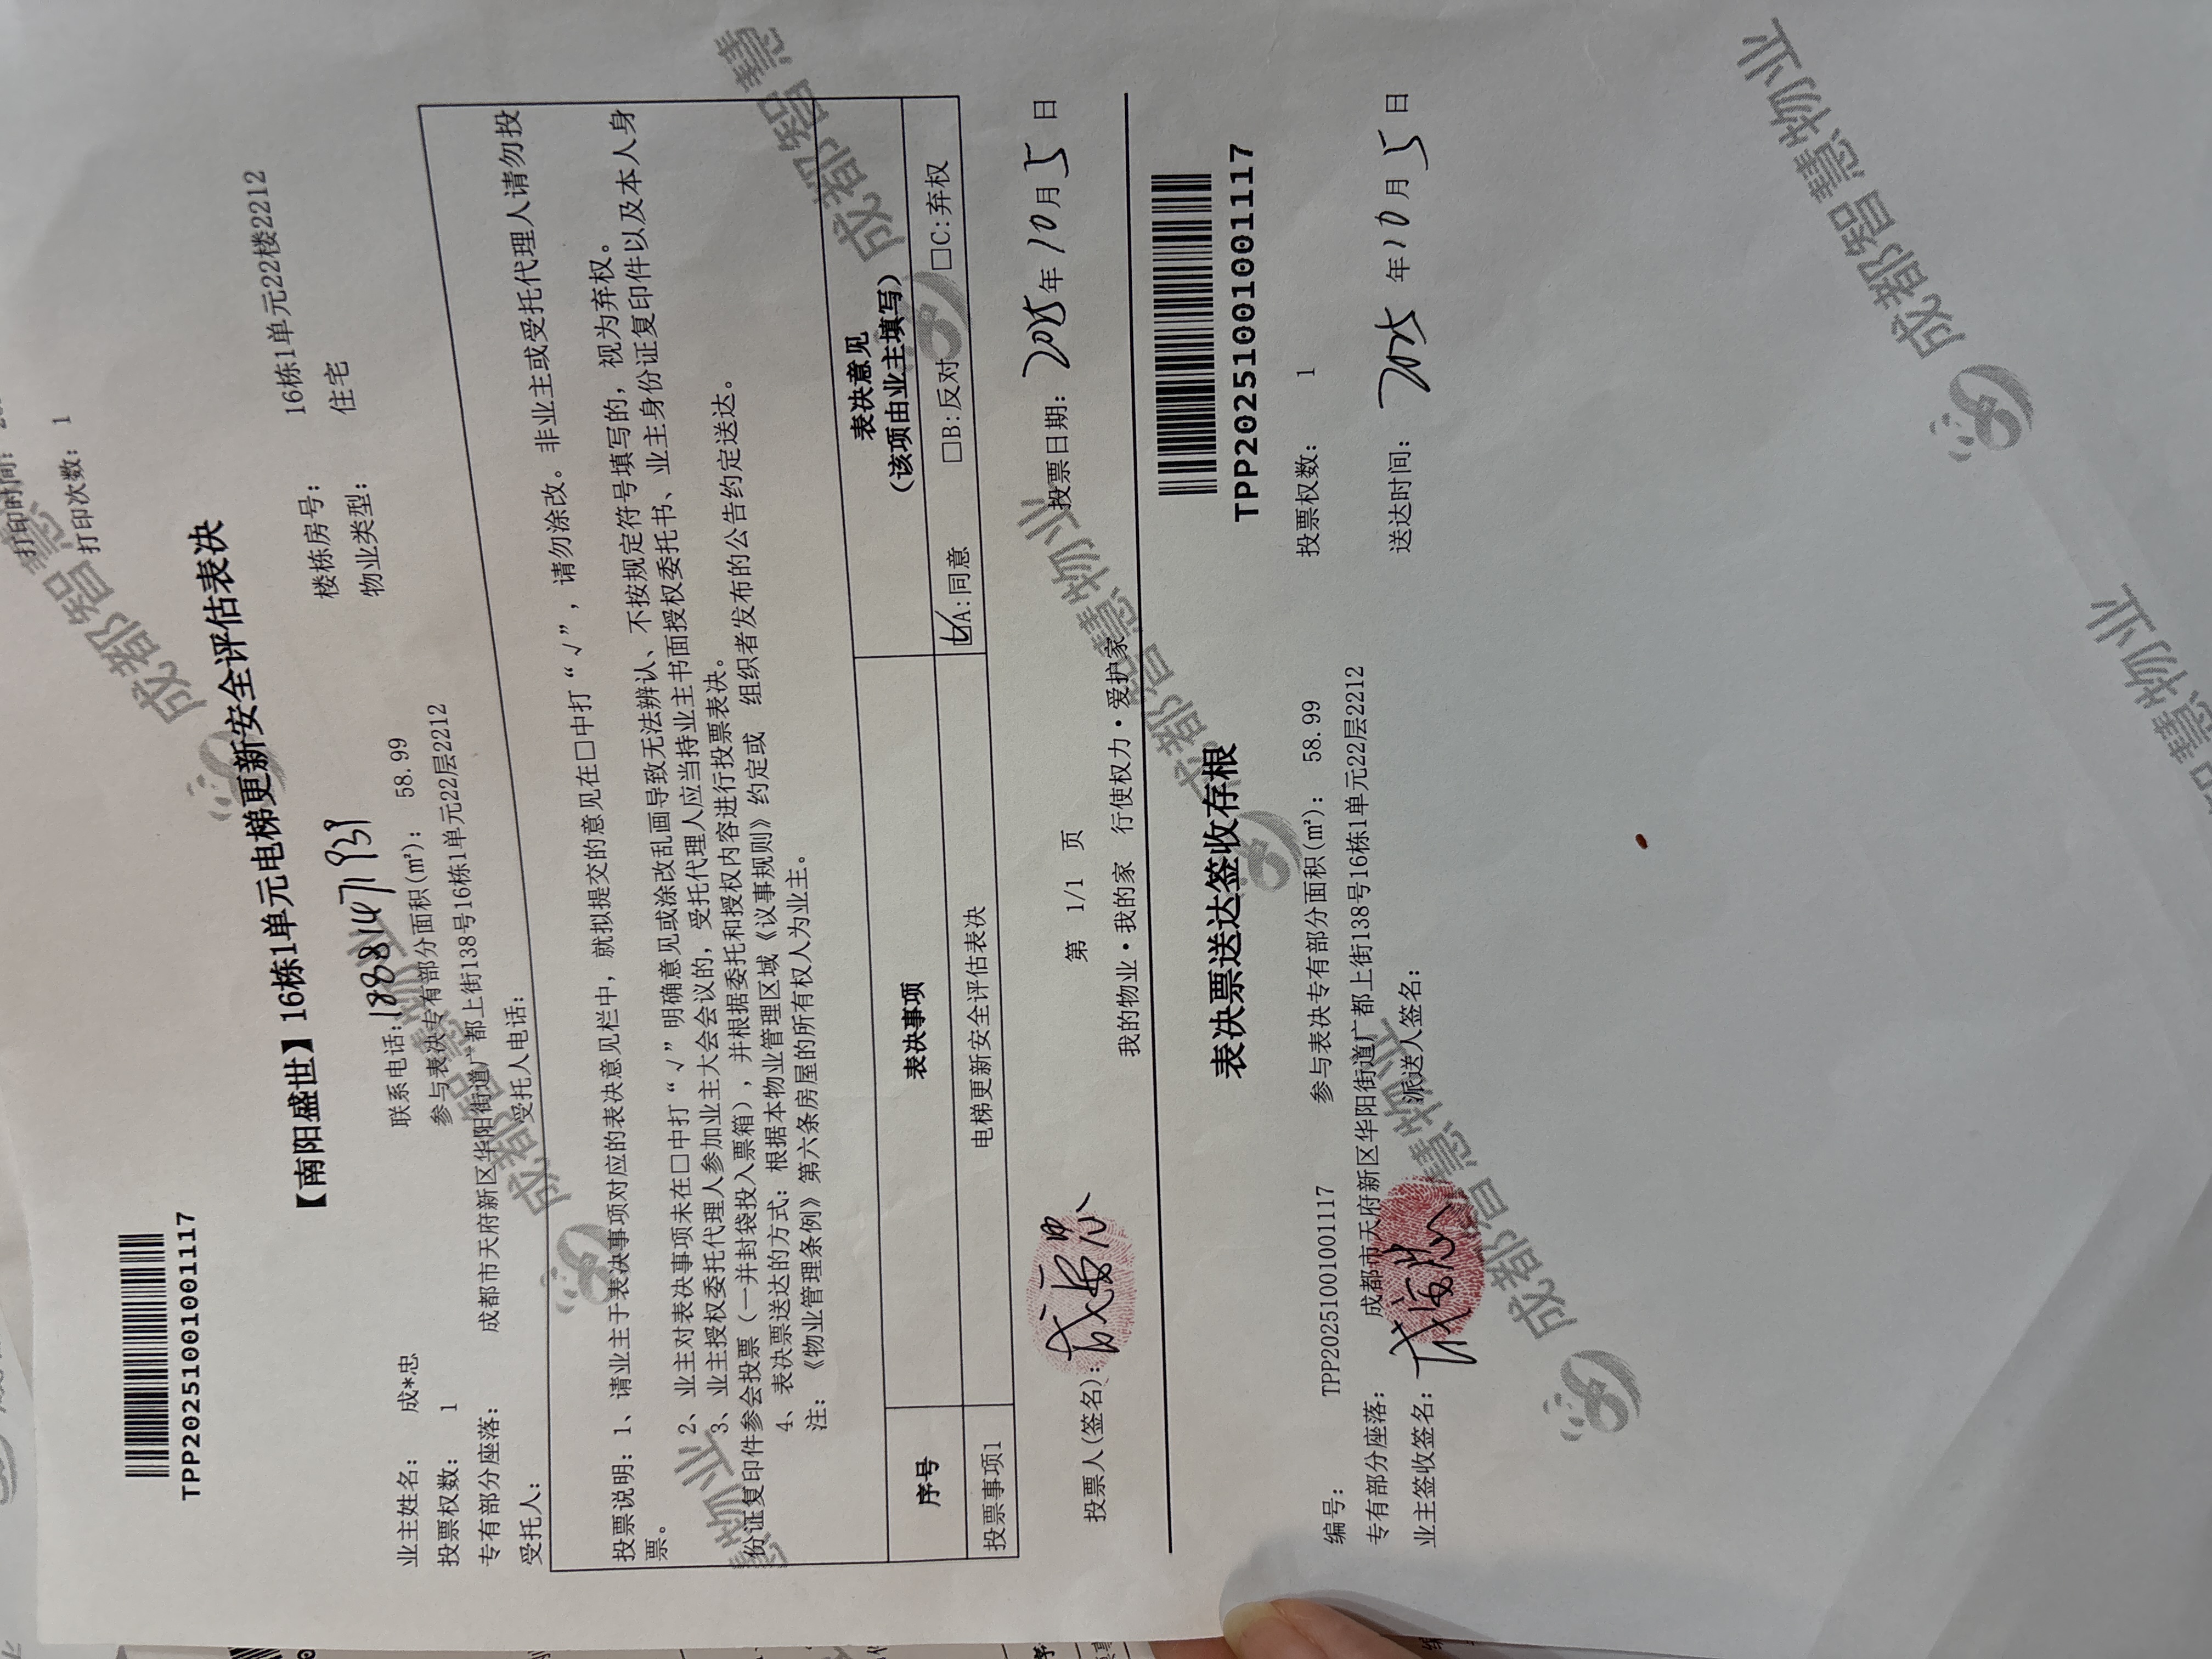 打印时间：
打印次数： 1
TPP20251001001117
【南阳盛世】16栋1单元电梯更新安全评估表决
业主姓名： 成*忠 联系电话：18881471939 楼栋房号： 16栋1单元22楼2212
投票权数： 1 参与表决专有部分面积(m²)： 58.99 物业类型： 住宅
专有部分座落： 成都市天府新区华阳街道广都上街138号16栋1单元22层2212
受托人： 受托人电话：
投票说明：1、请业主于表决事项对应的表决意见栏中，就拟提交的意见在□中打“√”，请勿涂改。非业主或受托代理人请勿投
票。
2、业主对表决事项未在□中打“√”明确意见或涂改乱画导致无法辨认、不按规定符号填写的，视为弃权。
3、业主授权委托代理人参加业主大会会议的，受托代理人应当持业主书面授权委托书、业主身份证复印件以及本人身
份证复印件参会投票（一并封袋投入票箱），并根据委托和授权内容进行投票表决。
4、表决票送达的方式：根据本物业管理区域《议事规则》约定或 组织者发布的公告约定送达。
注：《物业管理条例》第六条房屋的所有权人为业主。
序号 表决事项 表决意见
（该项由业主填写）
投票事项1 电梯更新安全评估表决 ☑A:同意 □B:反对 □C:弃权
投票人(签名)： 第 1/1 页 投票日期： 2025年10月5日
我的物业·我的家 行使权力·爱护家
表决票送达签收存根
TPP20251001001117
编号： TPP20251001001117 参与表决专有部分面积(m²)： 58.99 投票权数： 1
专有部分座落： 成都市天府新区华阳街道广都上街138号16栋1单元22层2212
业主签收签名： 派送人签名： 送达时间： 2025年10月5日
成都智慧物业
成都智慧物业
成都智慧物业
成都智慧物业
成都智慧物业